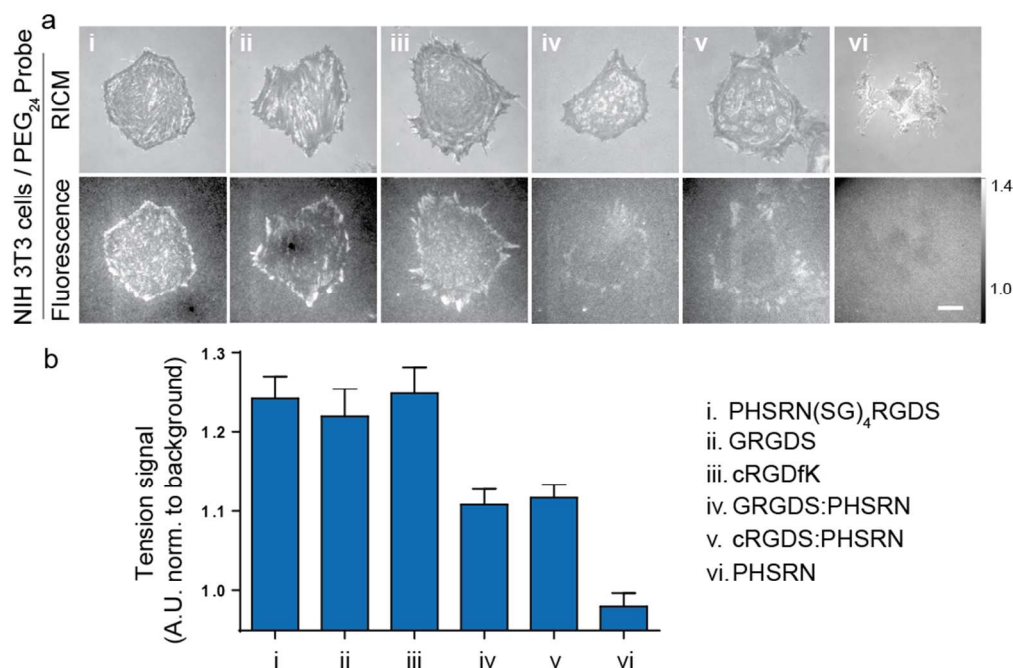 a
NIH 3T3 cells / PEG24 Probe
RICM
Fluorescence
i
ii
iii
iv
v
vi
1.4
1.0
b
Tension signal
(A.U. norm. to background)
1.3
1.2
1.1
1.0
i ii iii iv v vi
i. PHSRN(SG)4RGDS
ii. GRGDS
iii. cRGDfK
iv. GRGDS:PHSRN
v. cRGDS:PHSRN
vi. PHSRN